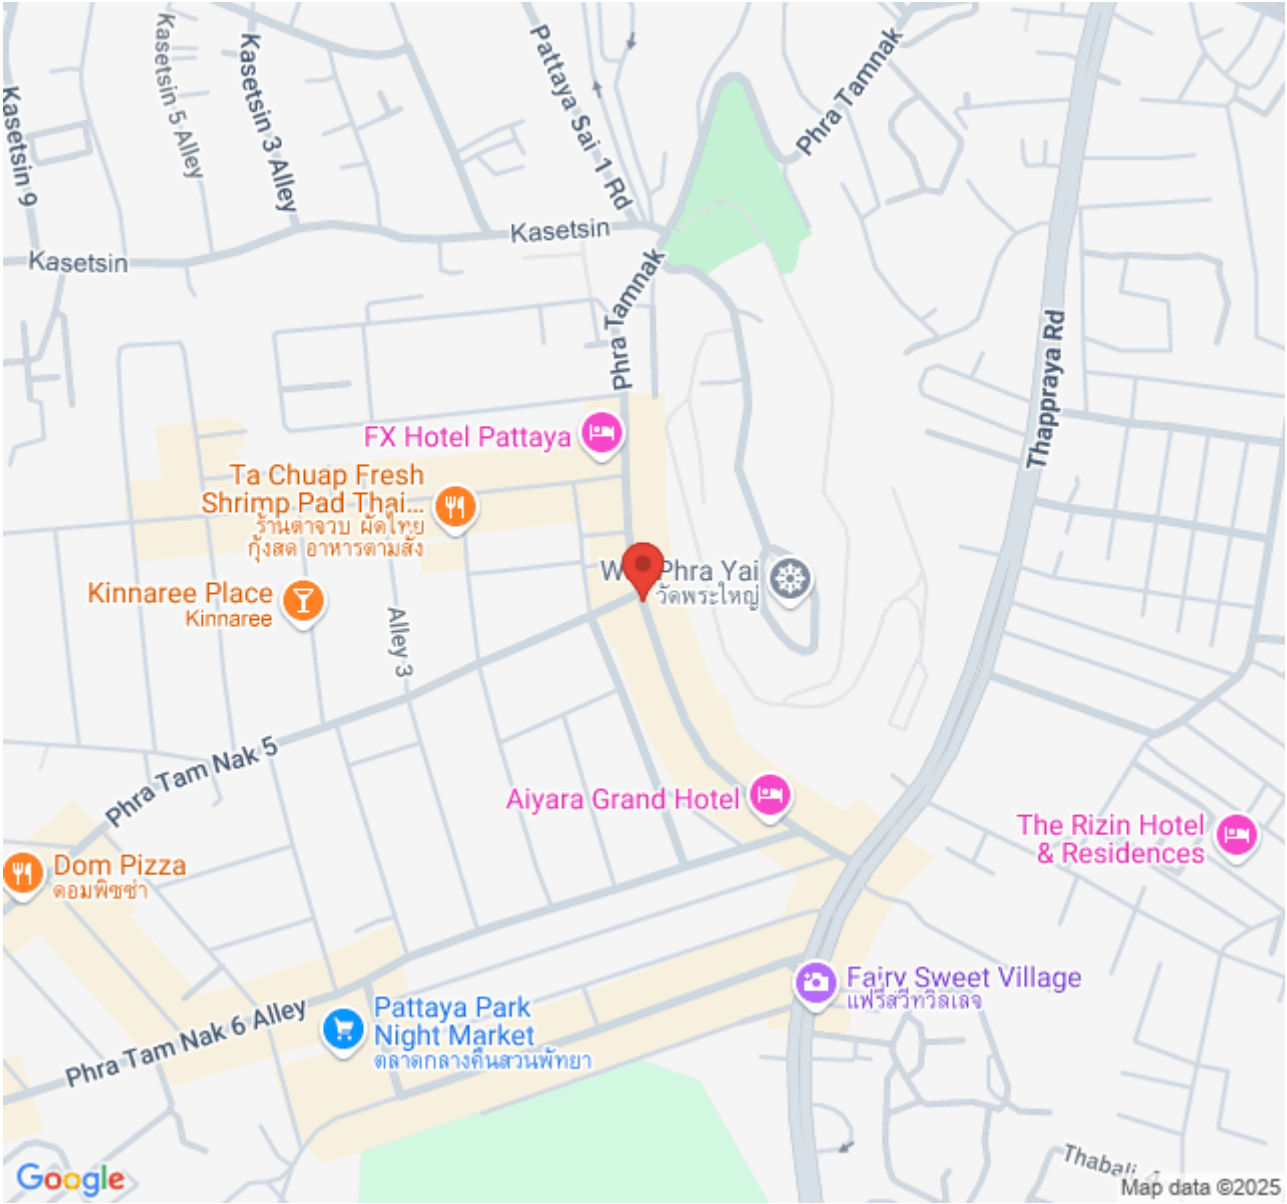 Kasetsin 9
Kasetsin 5 Alley
Kasetsin 3 Alley
Pattaya Sai 1 Rd
Phra Tamnak
Kasetsin
Kasetsin
Phra Tamnak
Thappraya Rd
FX Hotel Pattaya
Ta Chuap Fresh
Shrimp Pad Thai...
ร้านตาจวบ ผัดไทย
กุ้งสด อาหารตามสั่ง
Phra Yai
วัดพระใหญ่
Kinnaree Place
Kinnaree
Alley 3
Phra Tam Nak 5
Aiyara Grand Hotel
The Rizin Hotel
& Residences
Dom Pizza
ดอมพิซซ่า
Fairy Sweet Village
แฟรี่สวีทวิลเลจ
Pattaya Park
Night Market
ตลาดกลางคืนสวนพัทยา
Phra Tam Nak 6 Alley
Thabali
Google
Map data ©2025